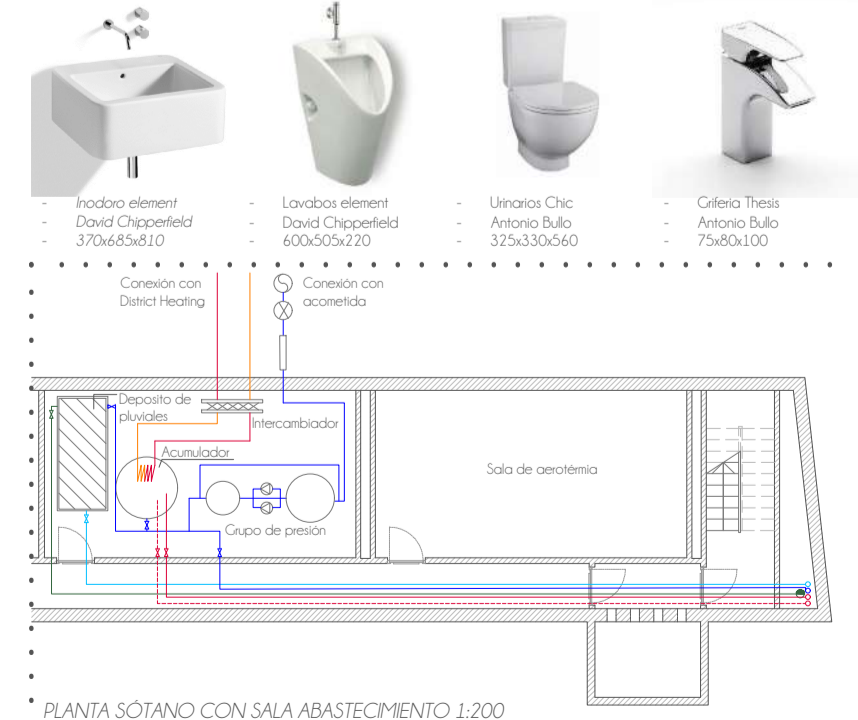 - Inodoro element
- David Chipperfield
- 370x685x810
- Lavabos element
- David Chipperfield
- 600x505x220
- Urinarios Chic
- Antonio Bullo
- 325x330x560
- Griferia Thesis
- Antonio Bullo
- 75x80x100
Conexión con
District Heating
Conexión con
acometida
Deposito de
pluviales
Intercambiador
Acumulador
Grupo de presión
Sala de aerotérmia
PLANTA SÓTANO CON SALA ABASTECIMIENTO 1:200